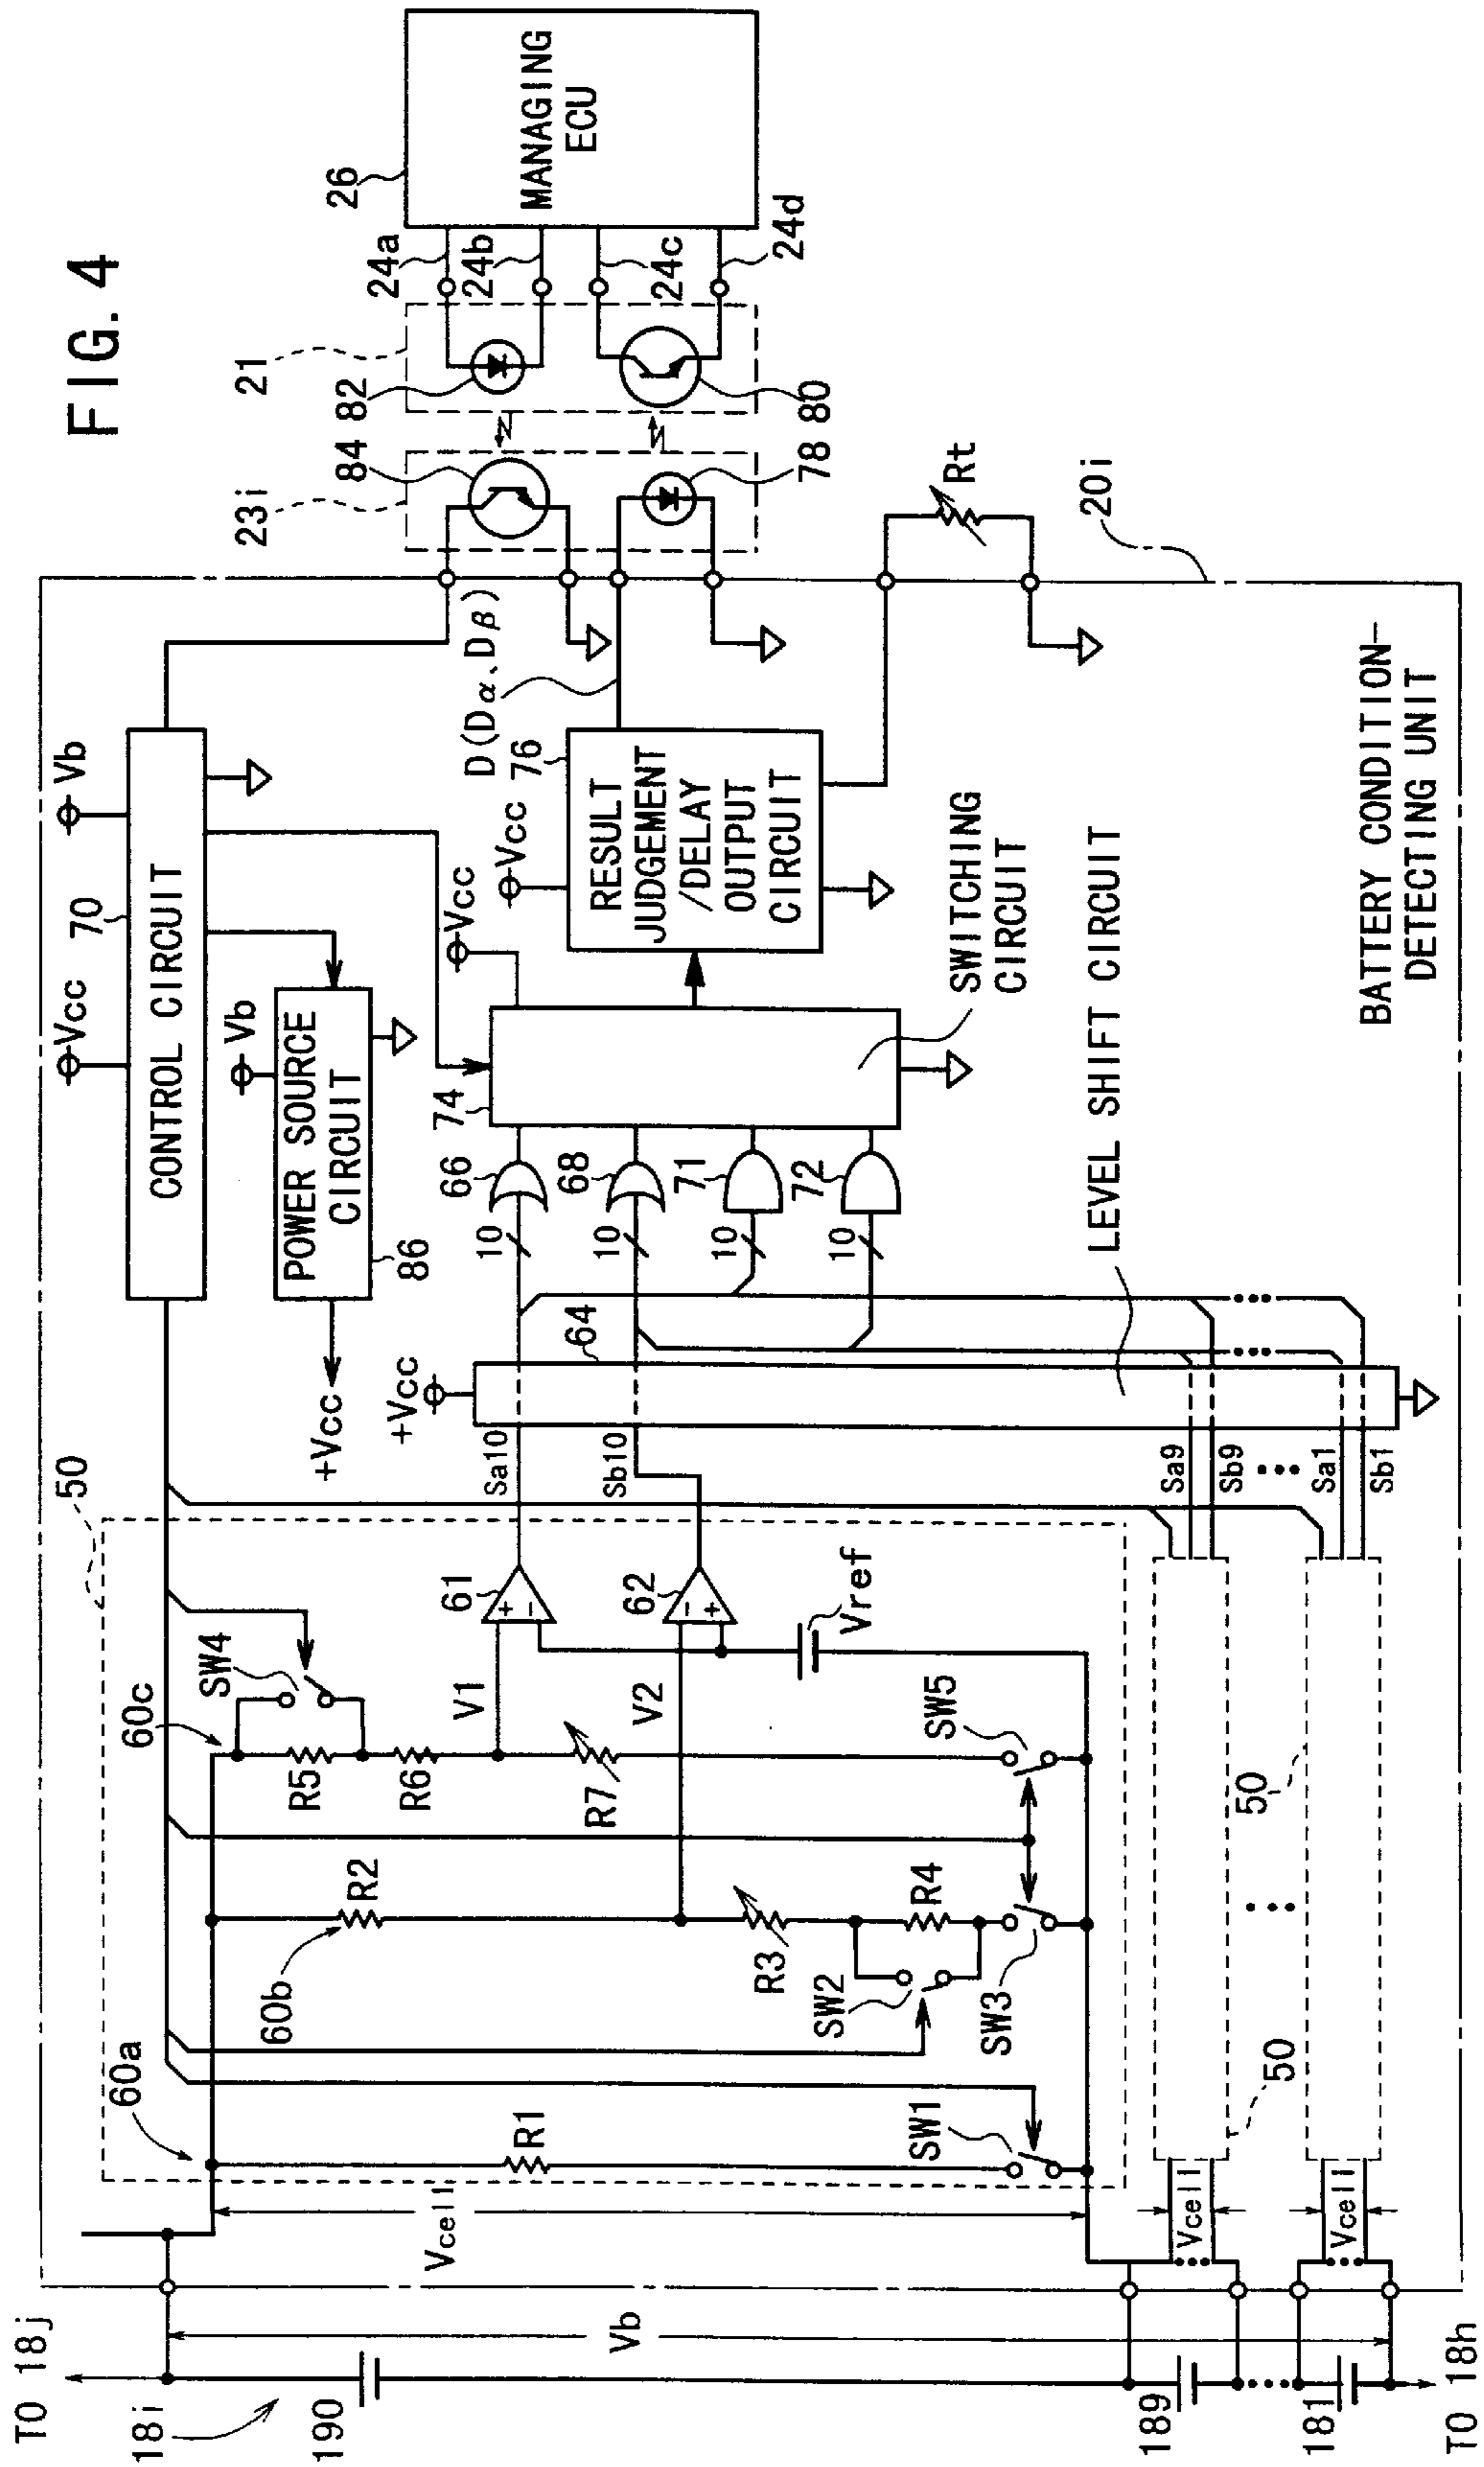 FIG. 4
TO 18j
18i
190
189
181
TO 18h
Vb
Vcell
Vcell
Vcell
60a
60b
60c
R1
R2
R3
R4
R5
R6
R7
SW1
SW2
SW3
SW4
SW5
V1
V2
61
62
+
−
−
+
Vref
50
50
50
Sa10
Sb10
Sa9
Sb9
Sa1
Sb1
+Vcc
64
LEVEL SHIFT CIRCUIT
10
10
10
10
66
68
71
72
74
SWITCHING
CIRCUIT
Vcc
Vcc
Vb
70
CONTROL CIRCUIT
Vb
POWER SOURCE
CIRCUIT
86
+Vcc
Vcc
76
RESULT
JUDGEMENT
/DELAY
OUTPUT
CIRCUIT
D(Dα、Dβ)
BATTERY CONDITION-
DETECTING UNIT
20i
Rt
23i
84
78
21
82
80
24a
24b
24c
24d
26
MANAGING
ECU